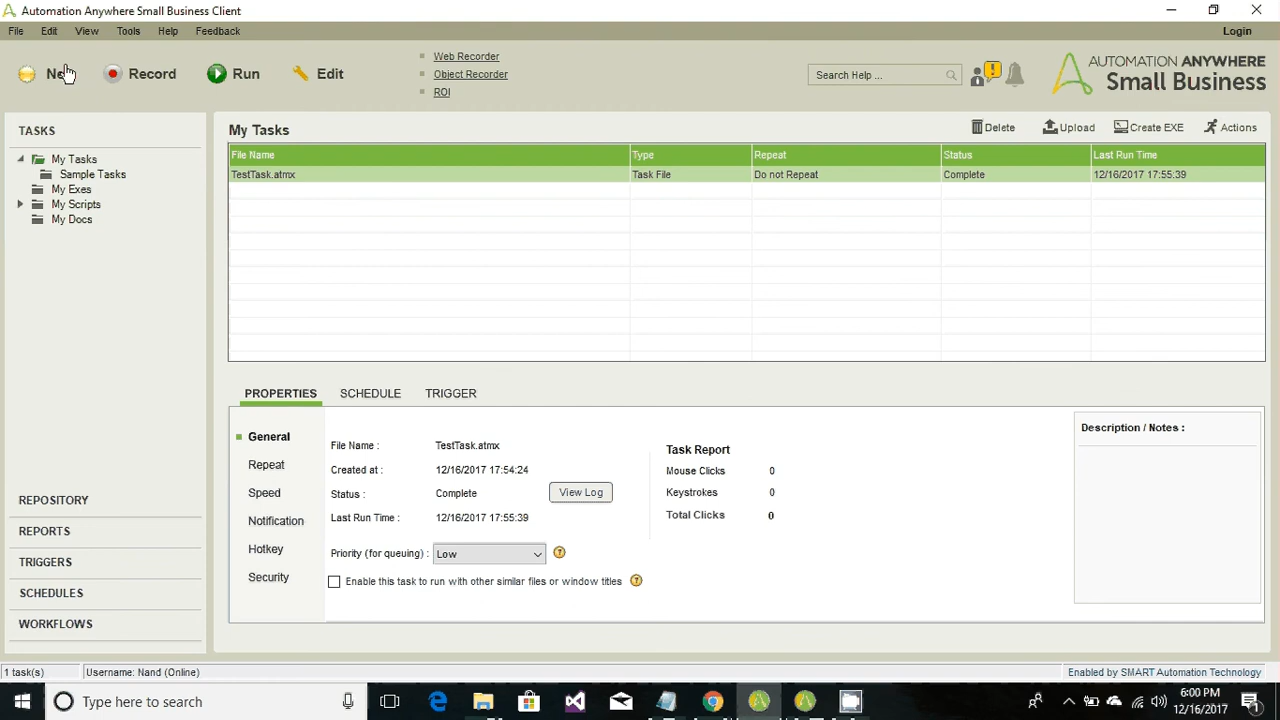 Automation Anywhere Small Business Client
File Edit View Tools Help Feedback Login
Record Run Edit
Web Recorder
Object Recorder
ROI
Search Help ...
AUTOMATION ANYWHERE
Small Business
TASKS
My Tasks
Sample Tasks
My Exes
My Scripts
My Docs
REPOSITORY
REPORTS
TRIGGERS
SCHEDULES
WORKFLOWS
My Tasks Delete Upload Create EXE Actions
File Name Type Repeat Status Last Run Time
TestTask.atmx Task File Do not Repeat Complete 12/16/2017 17:55:39
PROPERTIES SCHEDULE TRIGGER
General
Repeat
Speed
Notification
Hotkey
Security
File Name : TestTask.atmx
Created at : 12/16/2017 17:54:24
Status : Complete View Log
Last Run Time : 12/16/2017 17:55:39
Priority (for queuing) : Low
Enable this task to run with other similar files or window titles
Task Report
Mouse Clicks 0
Keystrokes 0
Total Clicks 0
Description / Notes :
1 task(s) Username: Nand (Online) Enabled by SMART Automation Technology
Type here to search
6:00 PM
12/16/2017